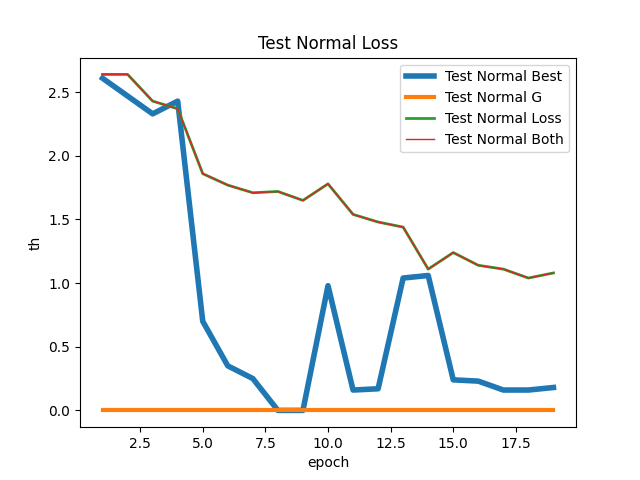 Test Normal Loss
Test Normal Best
Test Normal G
Test Normal Loss
Test Normal Both
th
2.5
2.0
1.5
1.0
0.5
0.0
2.5 5.0 7.5 10.0 12.5 15.0 17.5
epoch